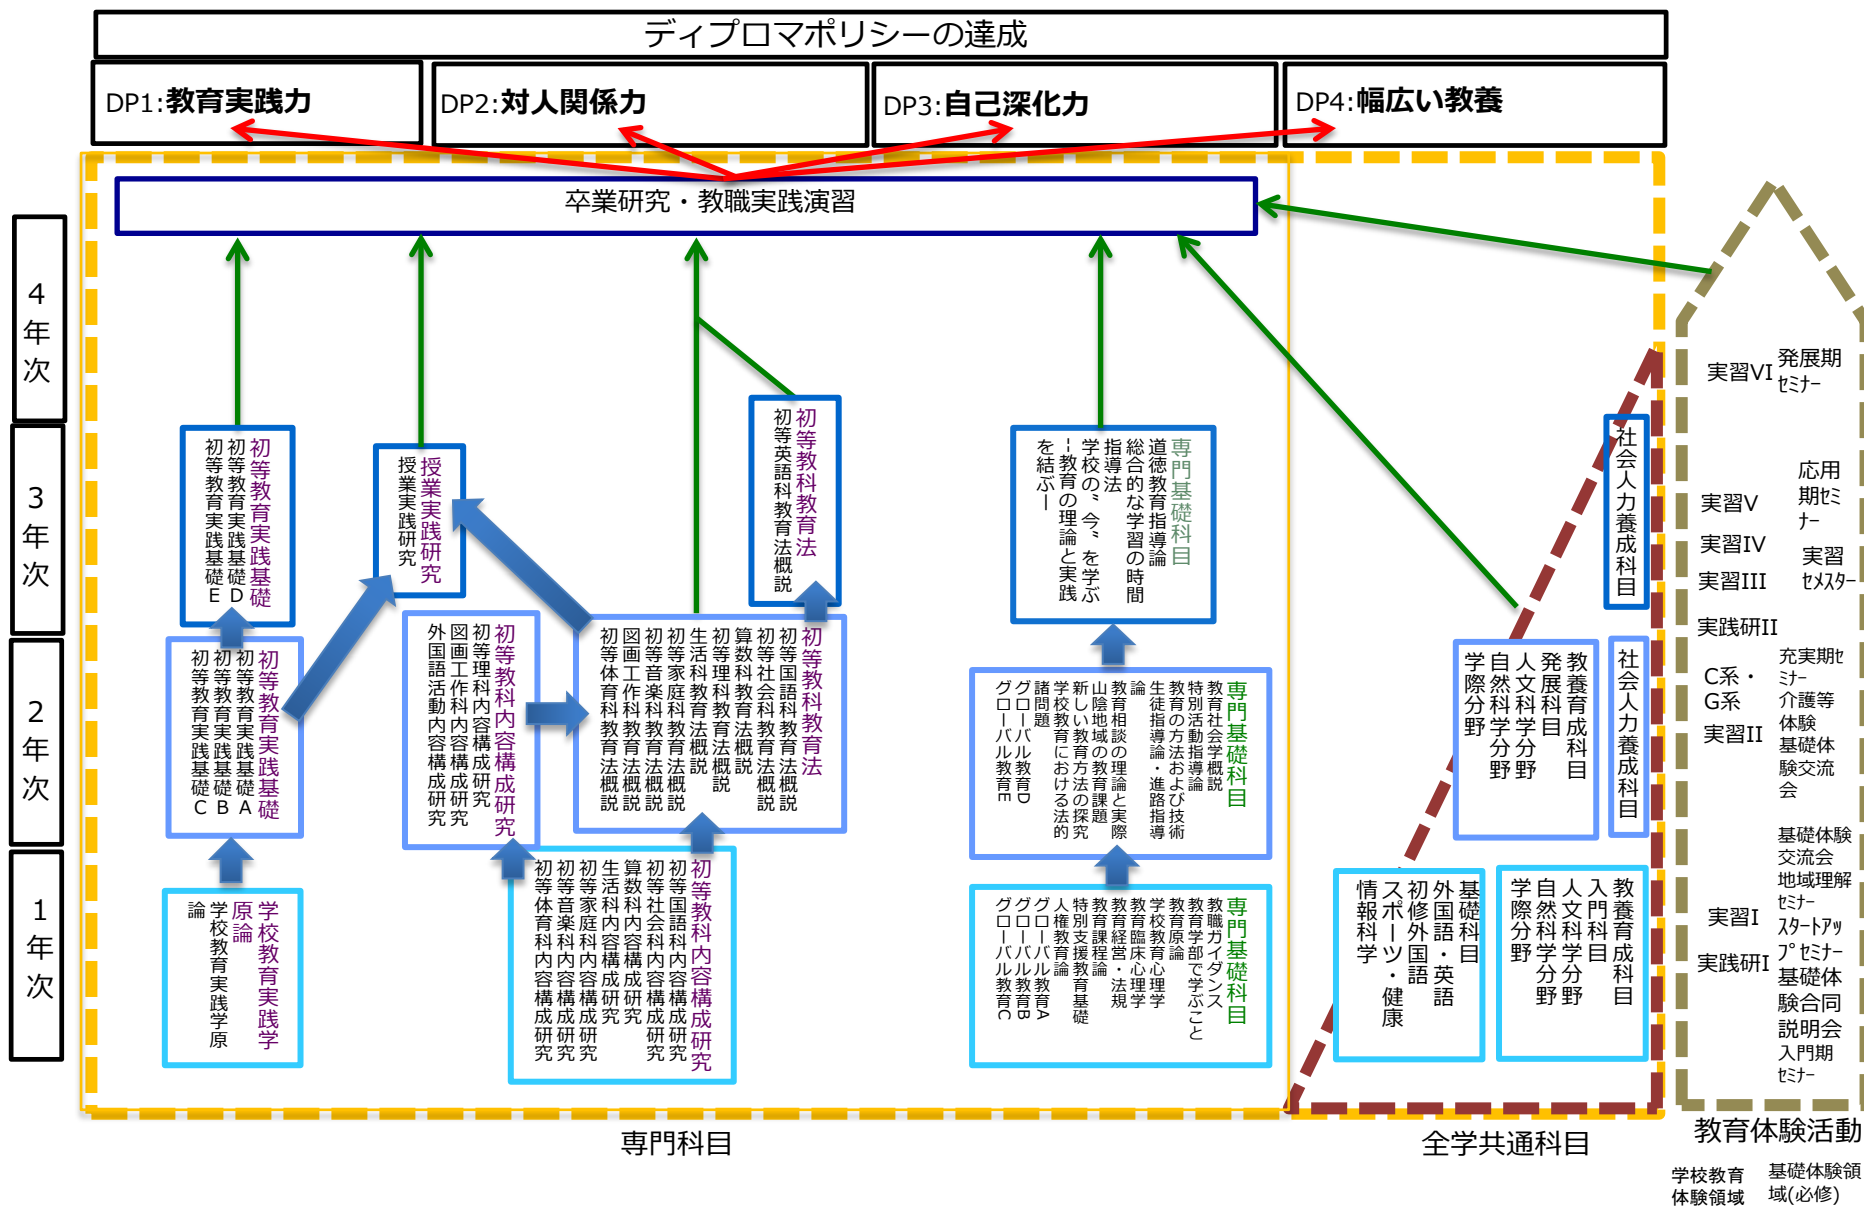 ディプロマポリシーの達成
DP1:教育実践力
DP2:対人関係力
DP3:自己深化力
DP4:幅広い教養
卒業研究・教職実践演習
4年次
3年次
2年次
1年次
初等教育実践基礎
初等教育実践基礎D
初等教育実践基礎E
授業実践研究
授業実践研究
初等教科教育法
初等英語科教育法概説
専門基礎科目
道徳教育指導論
総合的な学習の時間
指導法
学校の〝今〟を学ぶ
ー教育の理論と実践
を結ぶー
社会人力養成科目
初等教育実践基礎
初等教育実践基礎A
初等教育実践基礎B
初等教育実践基礎C
初等教科内容構成研究
初等理科内容構成研究
図画工作科内容構成研究
外国語活動内容構成研究
初等教科教育法
初等国語科教育法概説
初等社会科教育法概説
算数科教育法概説
初等理科教育法概説
生活科教育法概説
初等家庭科教育法概説
初等音楽科教育法概説
図画工作科教育法概説
初等体育科教育法概説
専門基礎科目
教育社会学概説
特別活動指導論
教育の方法および技術
生徒指導論・進路指導
論
教育相談の理論と実際
山陰地域の教育課題
新しい教育方法の探究
学校教育における法的
諸問題
グローバル教育D
グローバル教育E
教養育成科目
発展科目
人文科学分野
自然科学分野
学際分野
社会人力養成科目
学校教育実践学
原論
学校教育実践学原
論
初等教科内容構成研究
初等国語科内容構成研究
初等社会科内容構成研究
算数科内容構成研究
生活科内容構成研究
初等家庭科内容構成研究
初等音楽科内容構成研究
初等体育科内容構成研究
専門基礎科目
教職ガイダンス
教育学部で学ぶこと
教育原論
学校教育心理学
教育臨床心理学
教育経営・法規
教育課程論
特別支援教育基礎
人権教育論
グローバル教育A
グローバル教育B
グローバル教育C
基礎科目
外国語・英語
初修外国語
スポーツ・健康
情報科学
教養育成科目
入門科目
人文科学分野
自然科学分野
学際分野
実習VI
発展期
ｾﾐﾅｰ
実習V
応用
期ｾﾐ
ﾅｰ
実習IV
実習III
実習
ｾﾒｽﾀｰ
実践研II
C系・
G系
実習II
充実期ｾ
ﾐﾅｰ
介護等
体験
基礎体
験交流
会
実習I
実践研I
基礎体験
交流会
地域理解
ｾﾐﾅｰ
ｽﾀｰﾄｱｯ
ﾌﾟｾﾐﾅｰ
基礎体
験合同
説明会
入門期
ｾﾐﾅｰ
専門科目
全学共通科目
教育体験活動
学校教育
体験領域
基礎体験領
域(必修)